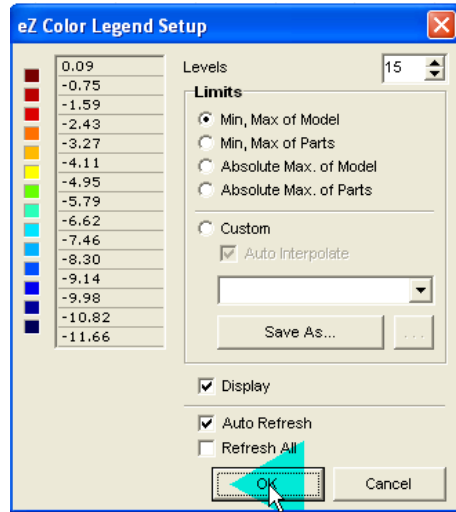 eZ Color Legend Setup
0.09
-0.75
-1.59
-2.43
-3.27
-4.11
-4.95
-5.79
-6.62
-7.46
-8.30
-9.14
-9.98
-10.82
-11.66
Levels 15
Limits
Min, Max of Model
Min, Max of Parts
Absolute Max. of Model
Absolute Max. of Parts
Custom
Auto Interpolate
Save As... ...
Display
Auto Refresh
Refresh All
OK Cancel